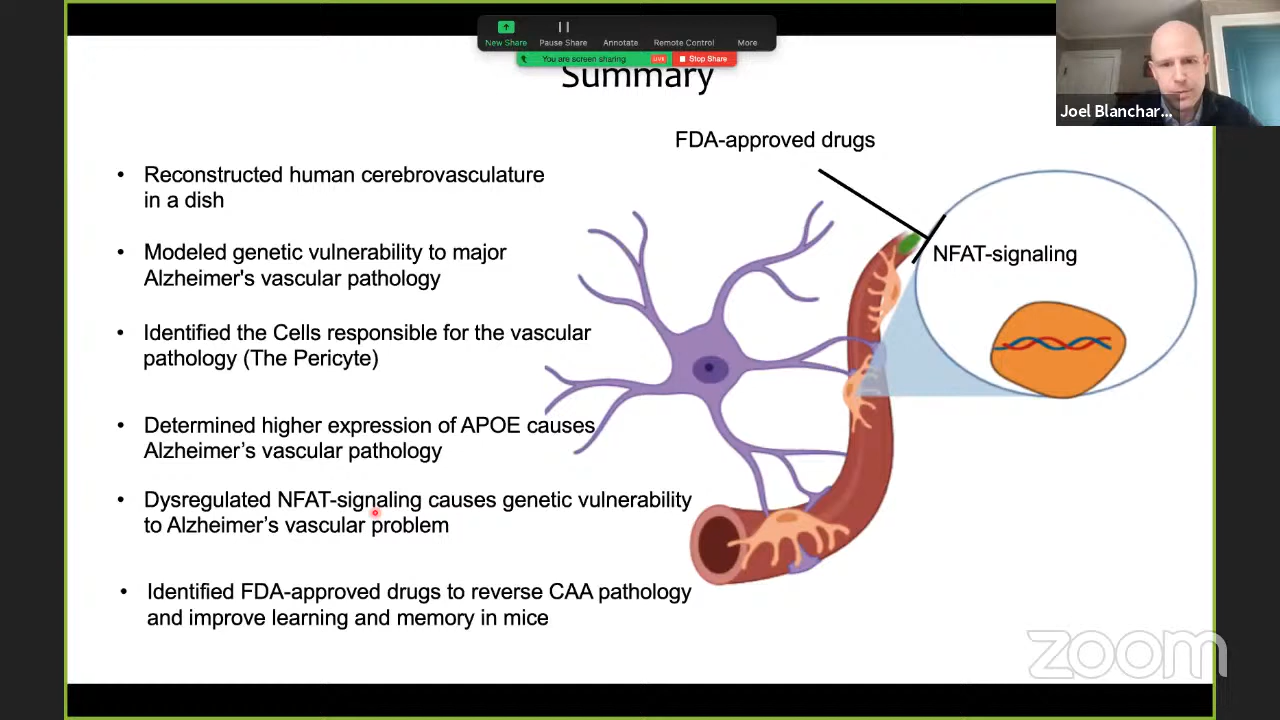 New Share
Pause Share
Annotate
Remote Control
More
You are screen sharing
LIVE
Stop Share
Summary
Joel Blanchar...
FDA-approved drugs
NFAT-signaling
• Reconstructed human cerebrovasculature
in a dish
• Modeled genetic vulnerability to major
Alzheimer's vascular pathology
• Identified the Cells responsible for the vascular
pathology (The Pericyte)
• Determined higher expression of APOE causes
Alzheimer’s vascular pathology
• Dysregulated NFAT-signaling causes genetic vulnerability
to Alzheimer’s vascular problem
• Identified FDA-approved drugs to reverse CAA pathology
and improve learning and memory in mice
zoom